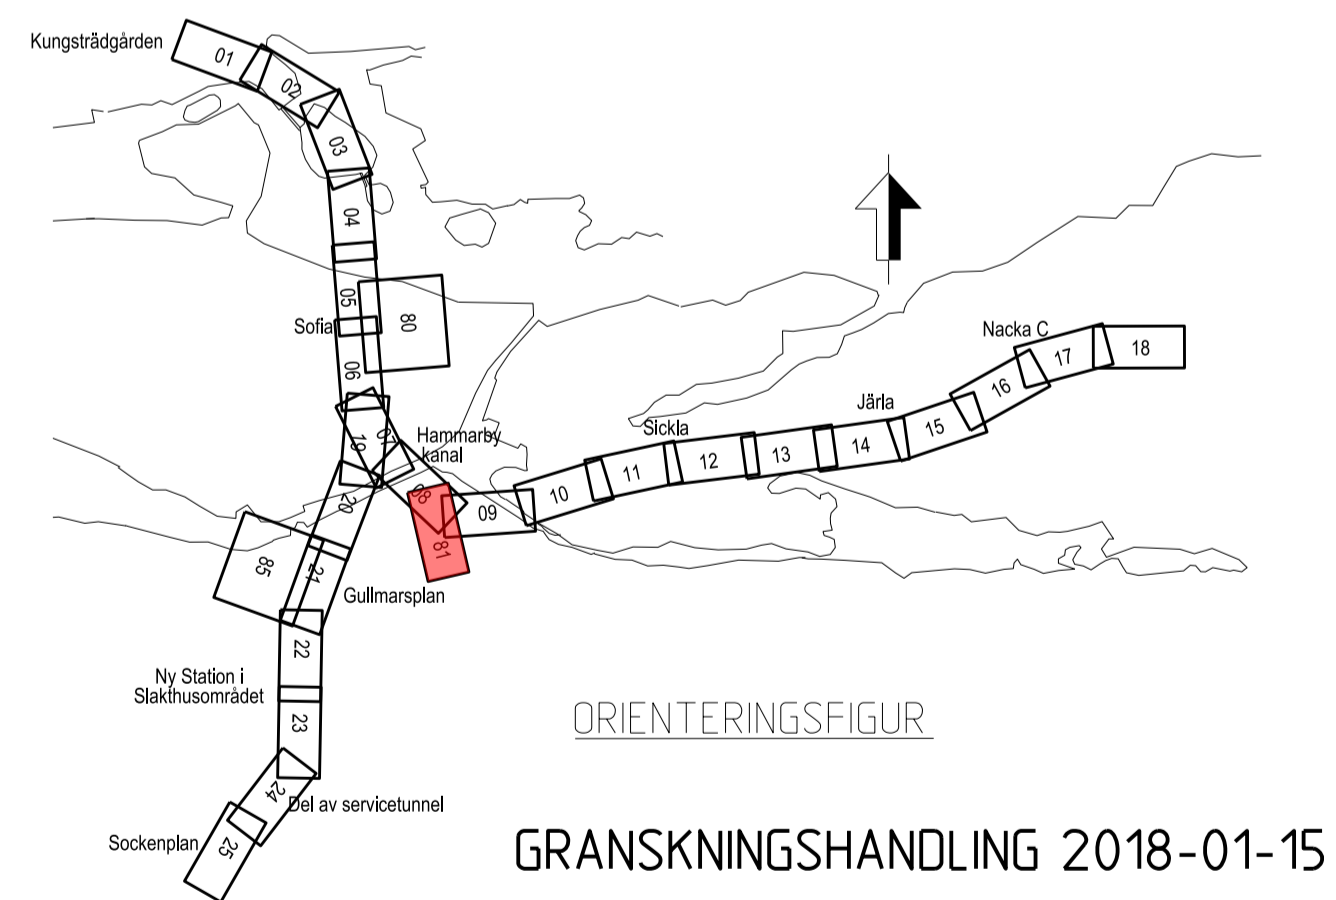 Kungsträdgården
01
02
03
04
05
Sofia
80
06
Nacka C
17
18
16
Järla
15
Sickla
14
13
12
11
10
09
Hammarby
kanal
07
19
08
20
81
85
21
Gullmarsplan
22
Ny Station i
Slakthusområdet
23
24
Del av servicetunnel
Sockenplan
25
ORIENTERINGSFIGUR
GRANSKNINGSHANDLING 2018-01-15